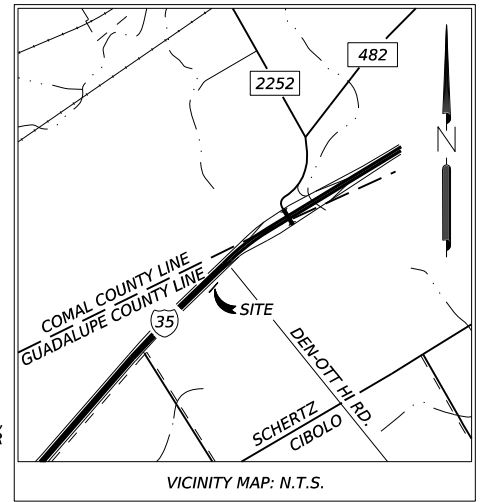 482
2252
N
COMAL COUNTY LINE
GUADALUPE COUNTY LINE
SITE
35
DEN-OTT HI RD.
SCHERTZ
CIBOLO
VICINITY MAP: N.T.S.